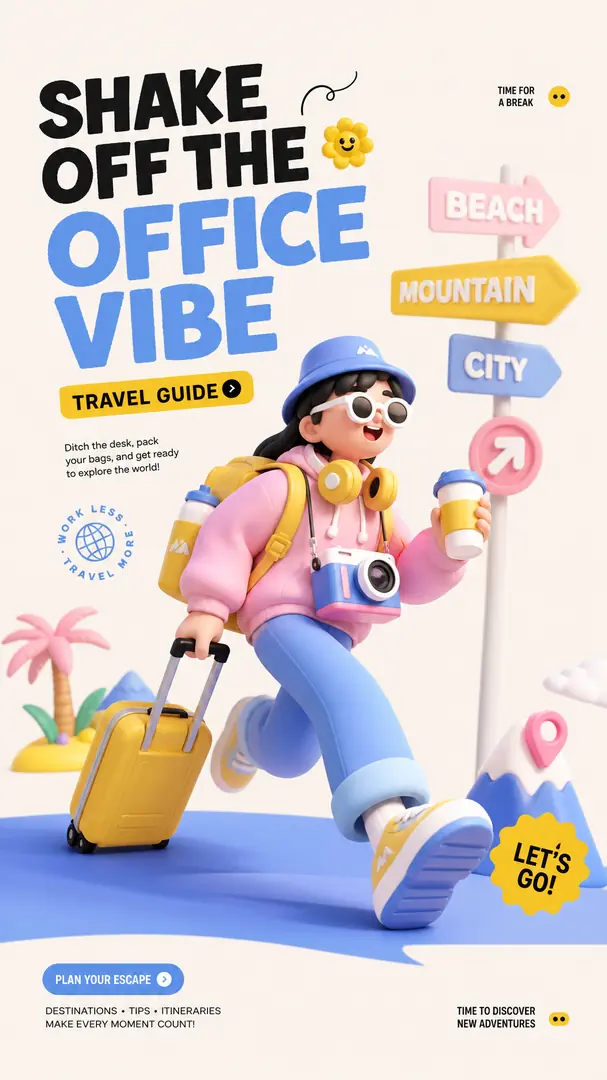 SHAKE
OFF THE
OFFICE
VIBE
TIME FOR
A BREAK
BEACH
MOUNTAIN
CITY
TRAVEL GUIDE
Ditch the desk, pack
your bags, and get ready
to explore the world!
WORK LESS
• TRAVEL MORE •
LET'S
GO!
PLAN YOUR ESCAPE
DESTINATIONS • TIPS • ITINERARIES
MAKE EVERY MOMENT COUNT!
TIME TO DISCOVER
NEW ADVENTURES